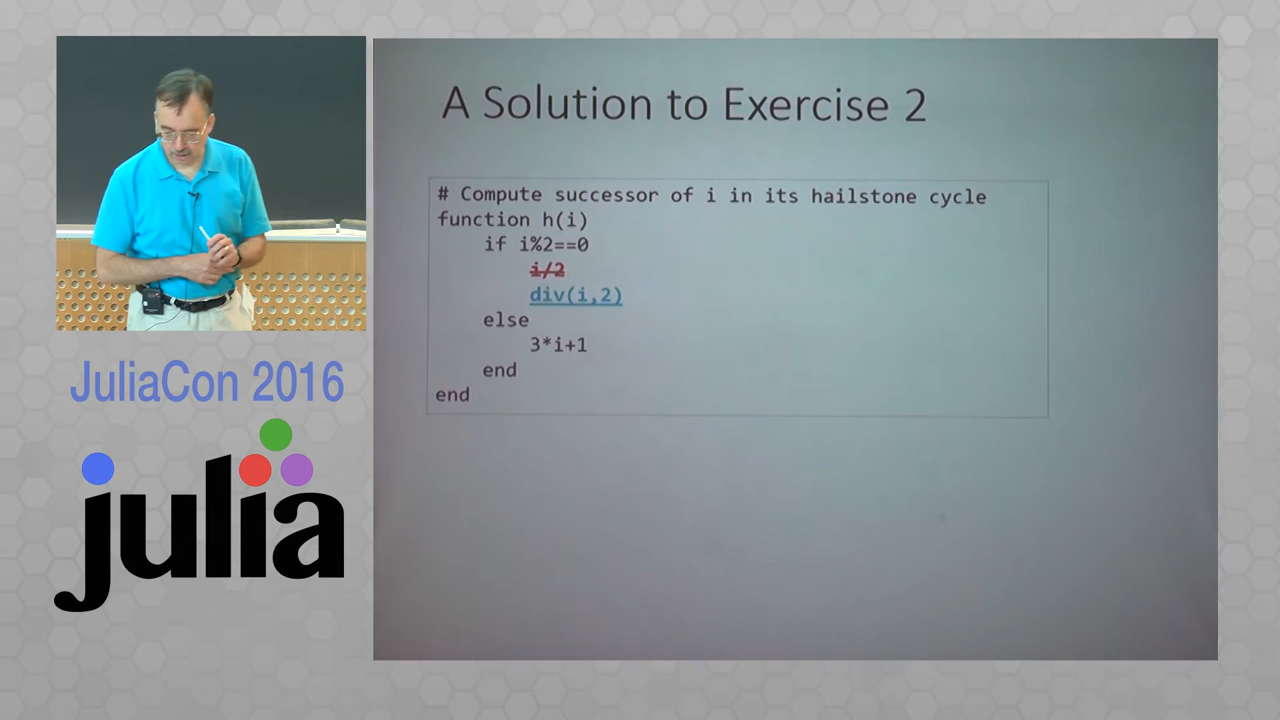 A Solution to Exercise 2
# Compute successor of i in its hailstone cycle
function h(i)
    if i%2==0
        i/2
        div(i,2)
    else
        3*i+1
    end
end
JuliaCon 2016
julia